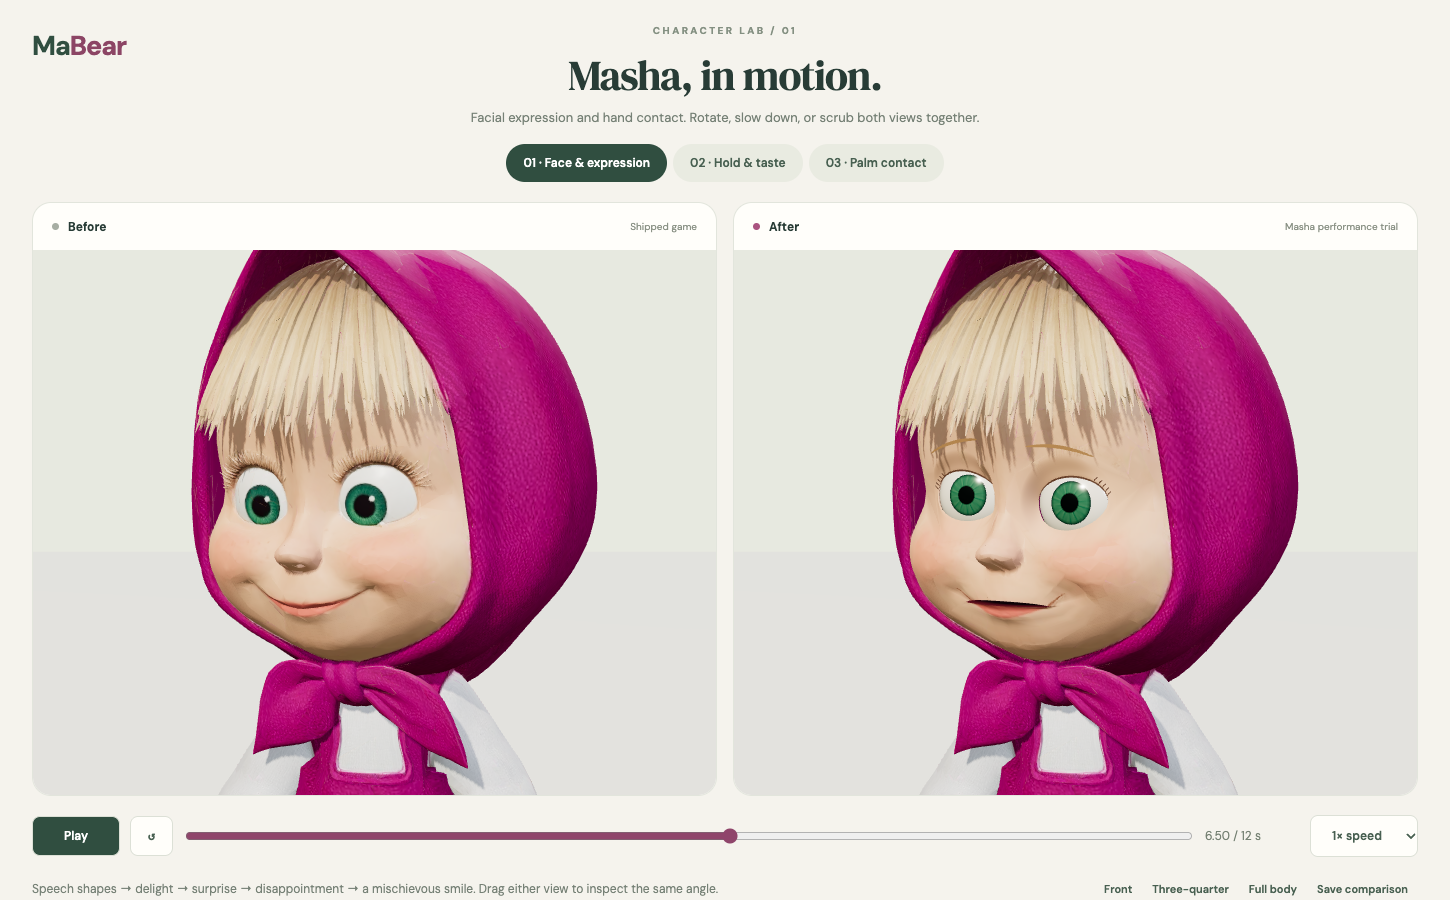 CHARACTER LAB / 01
MaBear
Masha, in motion.
Facial expression and hand contact. Rotate, slow down, or scrub both views together.
01 · Face & expression
02 · Hold & taste
03 · Palm contact
Before
Shipped game
After
Masha performance trial
Play
↺
6.50 / 12 s
1× speed
Speech shapes → delight → surprise → disappointment → a mischievous smile. Drag either view to inspect the same angle.
Front
Three-quarter
Full body
Save comparison